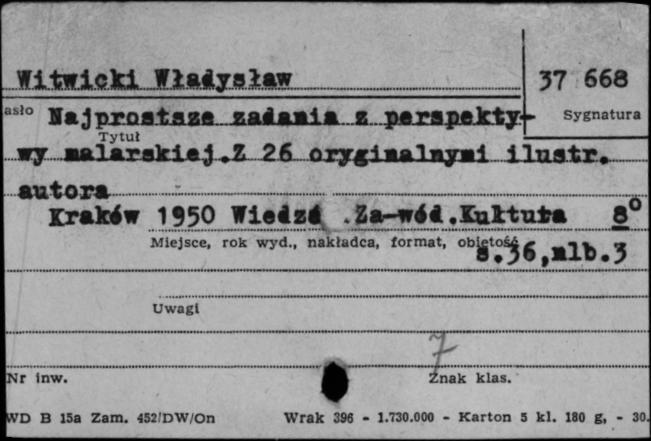 Witwicki Władysław 37 668
asło Najprostsze zadania z perspekty- Sygnatura
Tytuł
wy malarskiej.Z 26 oryginalnymi ilustr.
autora
Kraków 1950 Wiedza .Za-wód.Kultura 8°
Miejsce, rok wyd., nakładca, format, objętość
s.36,nlb.3
Uwagi
7
Nr inw. Znak klas.
WD B 15a Zam. 452/DW/On Wrak 396 - 1.730.000 - Karton 5 kl. 180 g, - 30.